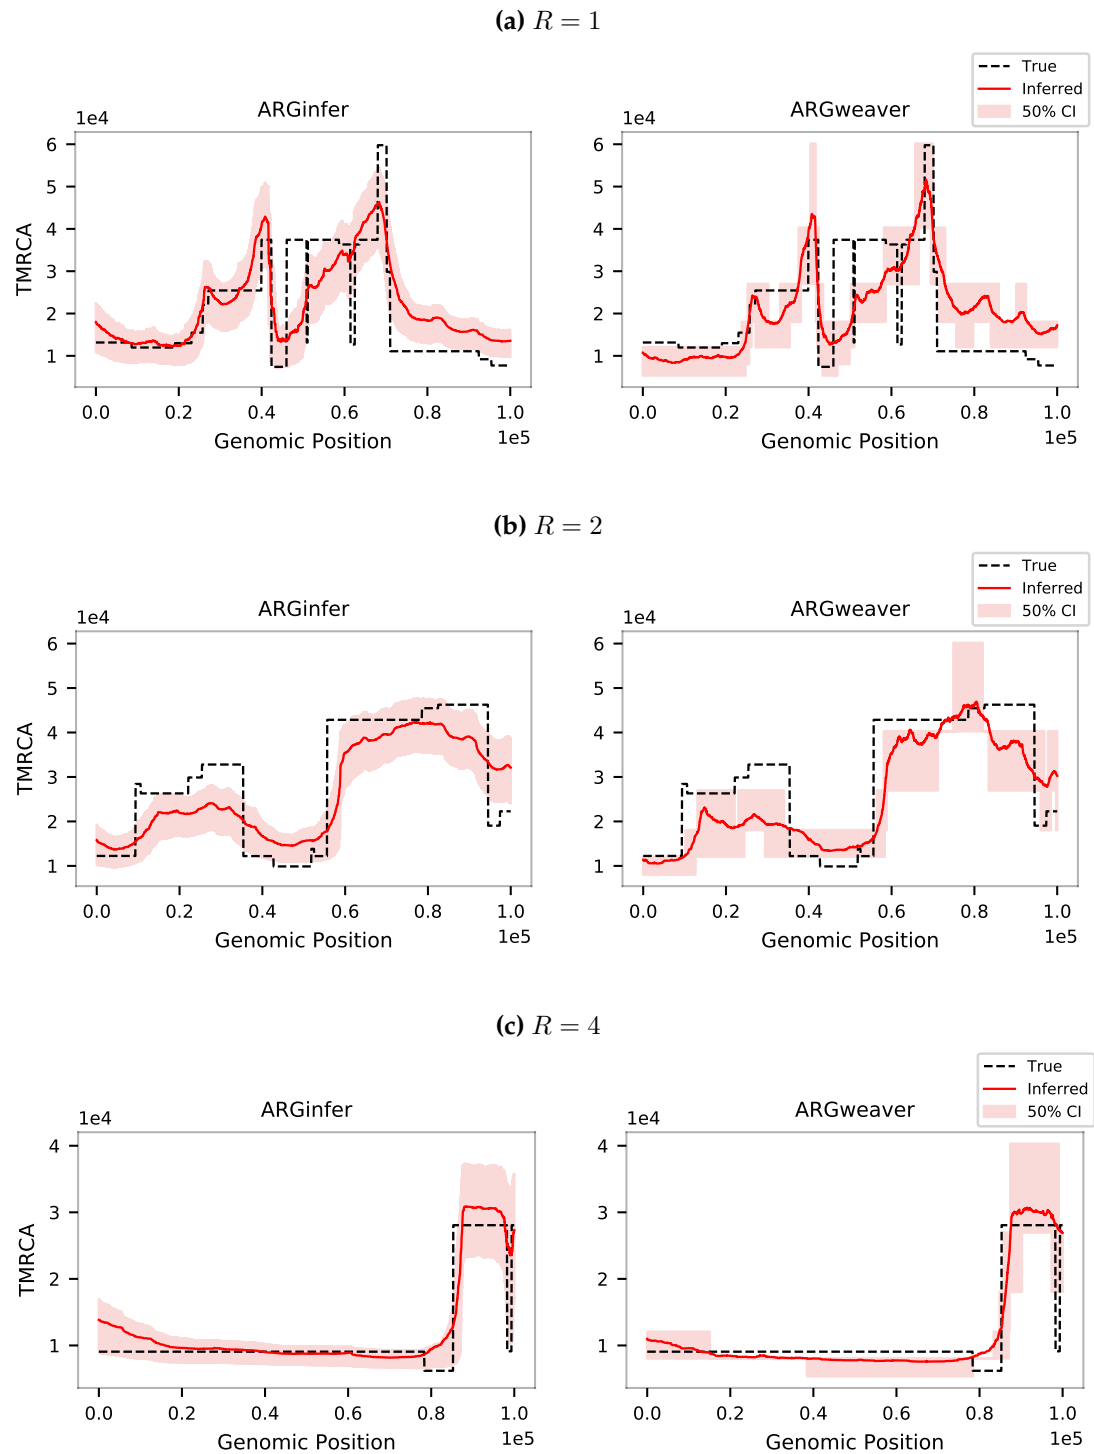 (a) R = 1
True
Inferred
50% CI
ARGinfer
ARGweaver
1e4
1e4
6
5
4
3
2
1
TMRCA
6
5
4
3
2
1
0.0 0.2 0.4 0.6 0.8 1.0
0.0 0.2 0.4 0.6 0.8 1.0
Genomic Position
1e5
Genomic Position
1e5
(b) R = 2
True
Inferred
50% CI
ARGinfer
ARGweaver
1e4
1e4
6
5
4
3
2
1
TMRCA
6
5
4
3
2
1
0.0 0.2 0.4 0.6 0.8 1.0
0.0 0.2 0.4 0.6 0.8 1.0
Genomic Position
1e5
Genomic Position
1e5
(c) R = 4
True
Inferred
50% CI
ARGinfer
ARGweaver
1e4
1e4
4
3
2
1
TMRCA
4
3
2
1
0.0 0.2 0.4 0.6 0.8 1.0
0.0 0.2 0.4 0.6 0.8 1.0
Genomic Position
1e5
Genomic Position
1e5